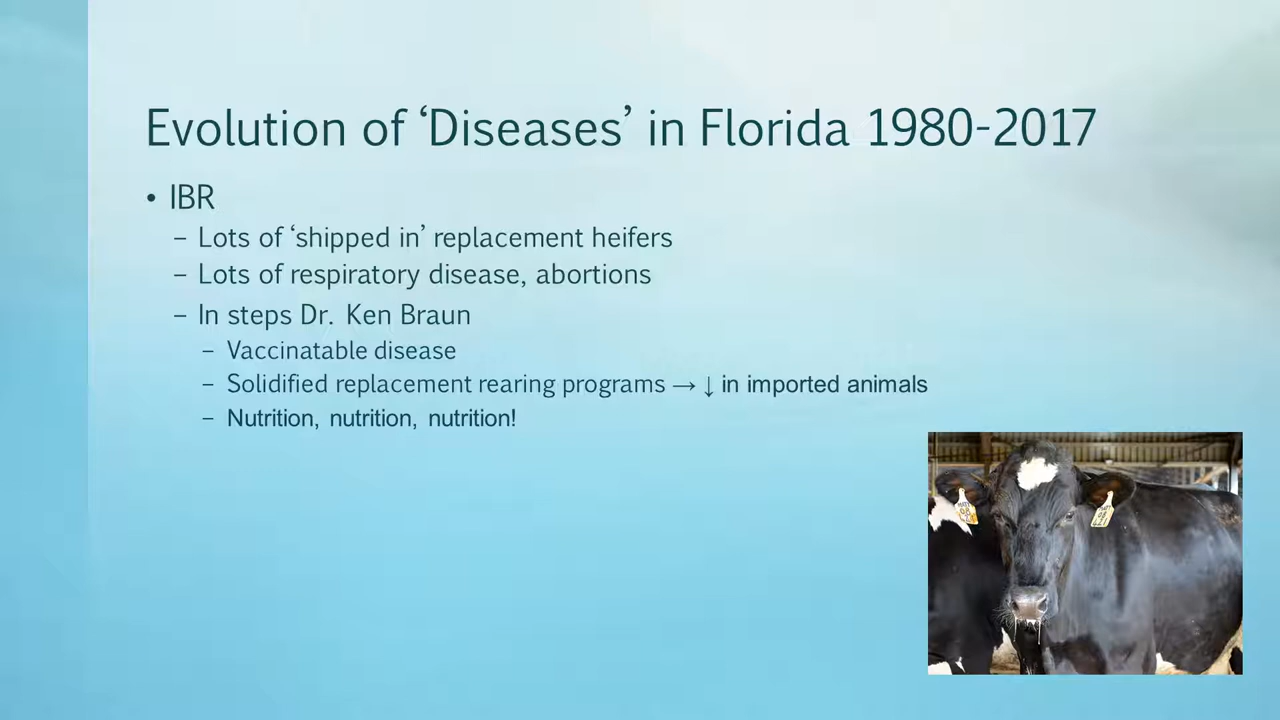 Evolution of ‘Diseases’ in Florida 1980-2017
• IBR
– Lots of ‘shipped in’ replacement heifers
– Lots of respiratory disease, abortions
– In steps Dr. Ken Braun
– Vaccinatable disease
– Solidified replacement rearing programs → ↓ in imported animals
– Nutrition, nutrition, nutrition!